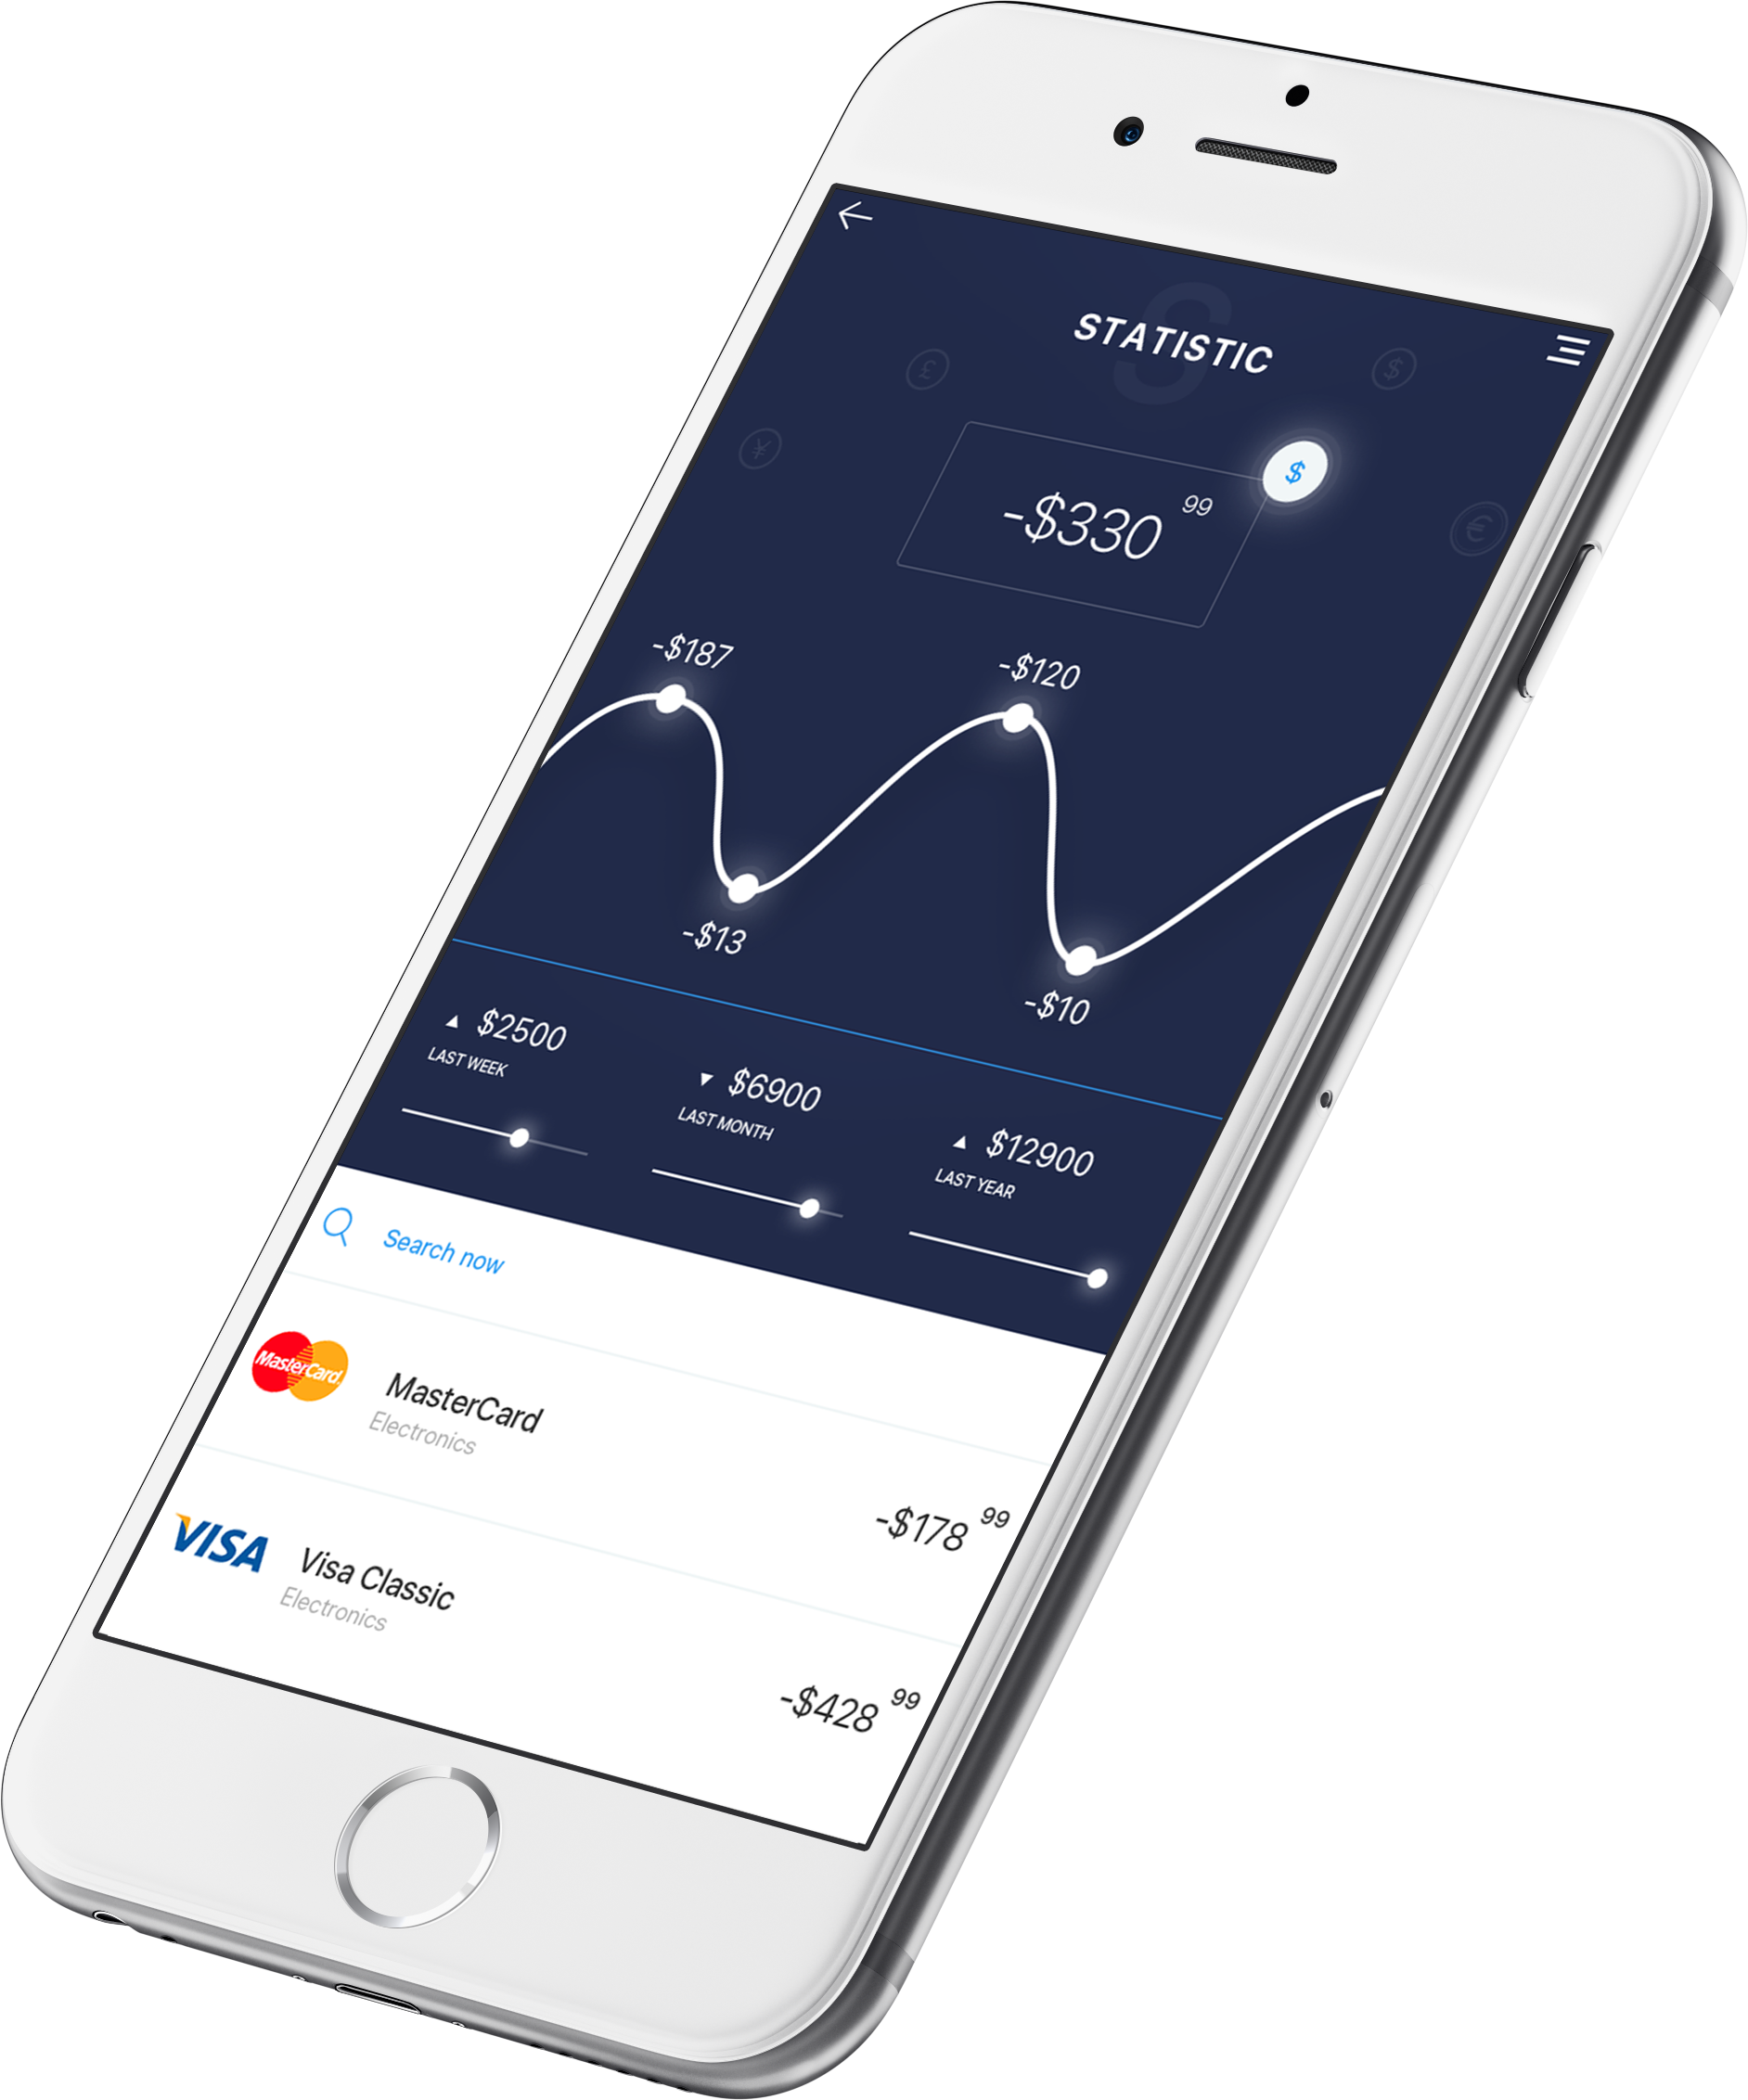 S
STATISTIC
£
$
¥
$
-$330 99
€
-$187
-$120
-$13
-$10
▲ $2500
LAST WEEK
▼ $6900
LAST MONTH
▲ $12900
LAST YEAR
Search now
MasterCard
MasterCard
Electronics
-$178 99
VISA
Visa Classic
Electronics
-$428 99